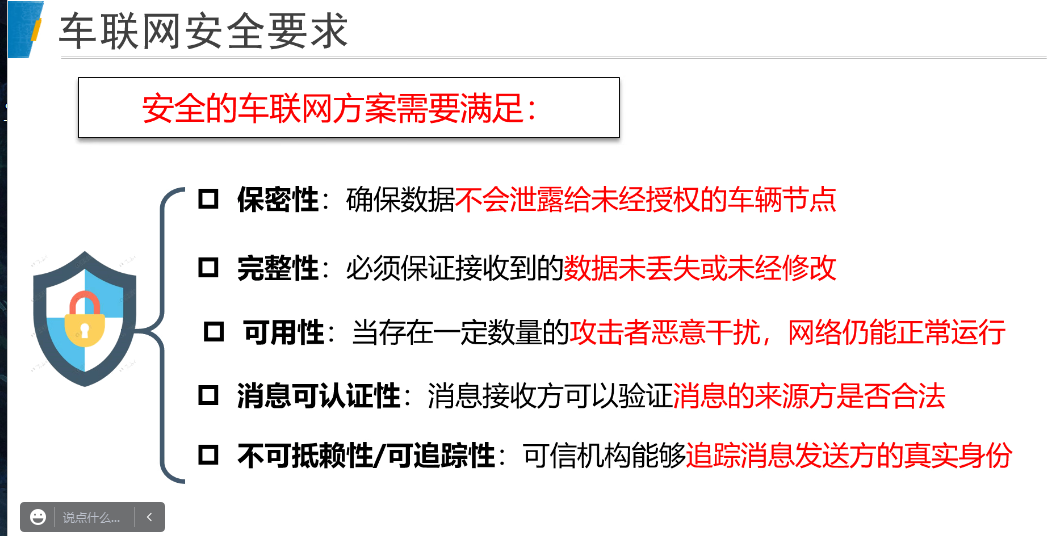 车联网安全要求
安全的车联网方案需要满足：
保密性：确保数据不会泄露给未经授权的车辆节点
完整性：必须保证接收到的数据未丢失或未经修改
可用性：当存在一定数量的攻击者恶意干扰，网络仍能正常运行
消息可认证性：消息接收方可以验证消息的来源方是否合法
不可抵赖性/可追踪性：可信机构能够追踪消息发送方的真实身份
说点什么...